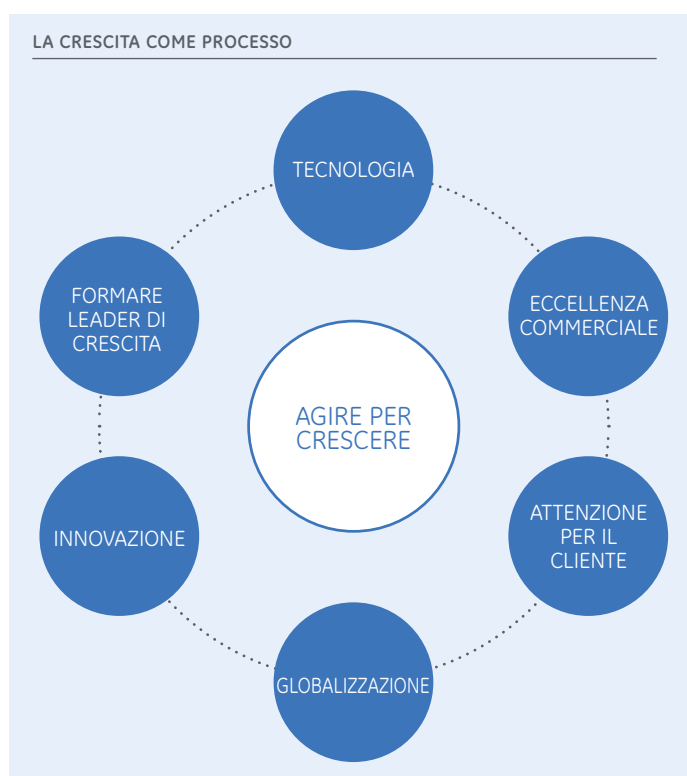 LA CRESCITA COME PROCESSO
TECNOLOGIA
ECCELLENZA
COMMERCIALE
ATTENZIONE
PER IL
CLIENTE
GLOBALIZZAZIONE
INNOVAZIONE
FORMARE
LEADER DI
CRESCITA
AGIRE PER
CRESCERE